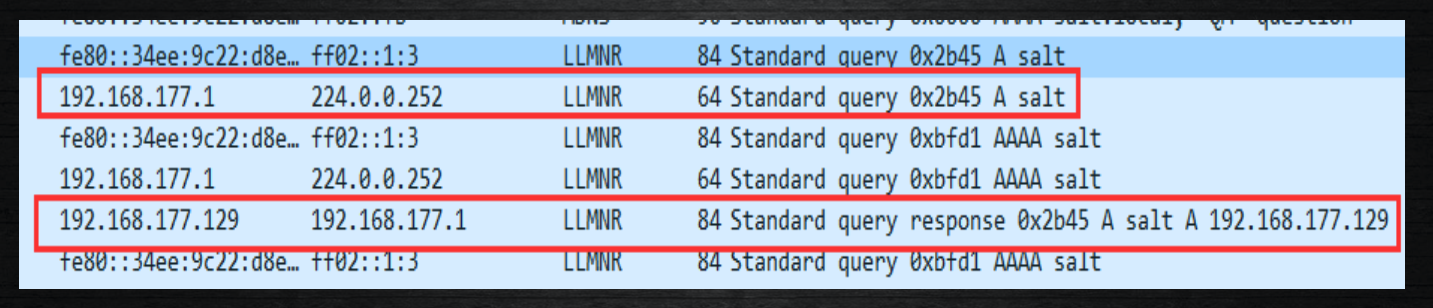 fe80::34ee:9c22:d8e… ff02::1:3 LLMNR 84 Standard query 0x2b45 A salt
192.168.177.1 224.0.0.252 LLMNR 64 Standard query 0x2b45 A salt
fe80::34ee:9c22:d8e… ff02::1:3 LLMNR 84 Standard query 0xbfd1 AAAA salt
192.168.177.1 224.0.0.252 LLMNR 64 Standard query 0xbfd1 AAAA salt
192.168.177.129 192.168.177.1 LLMNR 84 Standard query response 0x2b45 A salt A 192.168.177.129
fe80::34ee:9c22:d8e… ff02::1:3 LLMNR 84 Standard query 0xbfd1 AAAA salt